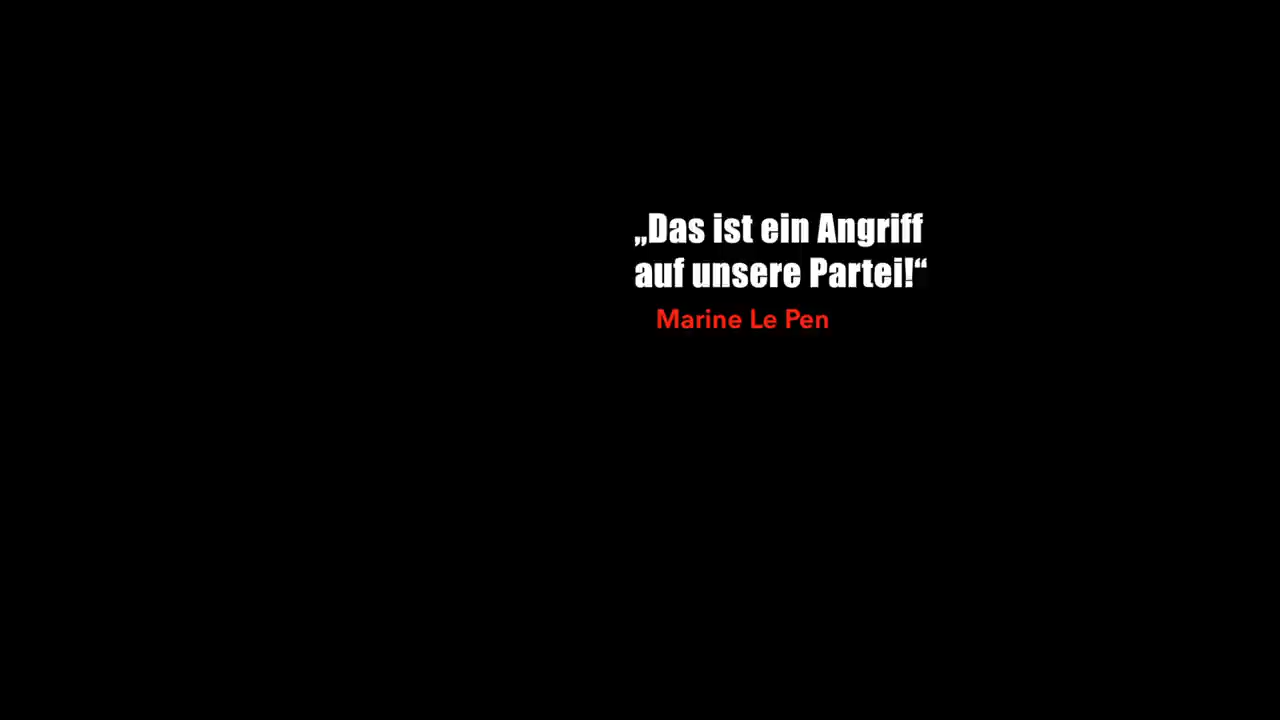 „Das ist ein Angriff
auf unsere Partei!“
Marine Le Pen